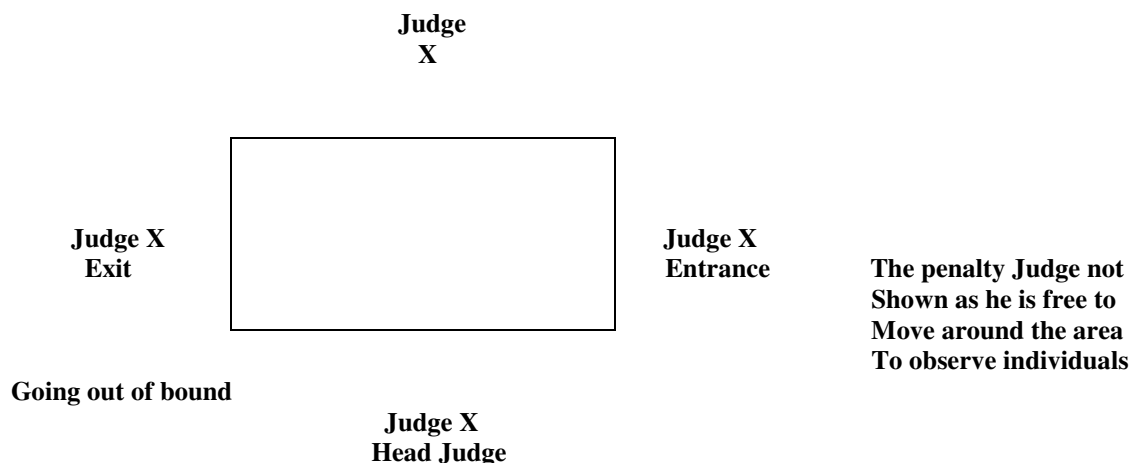 Judge
X
Judge X
Exit
Judge X
Entrance
The penalty Judge not
Shown as he is free to
Move around the area
To observe individuals
Going out of bound
Judge X
Head Judge